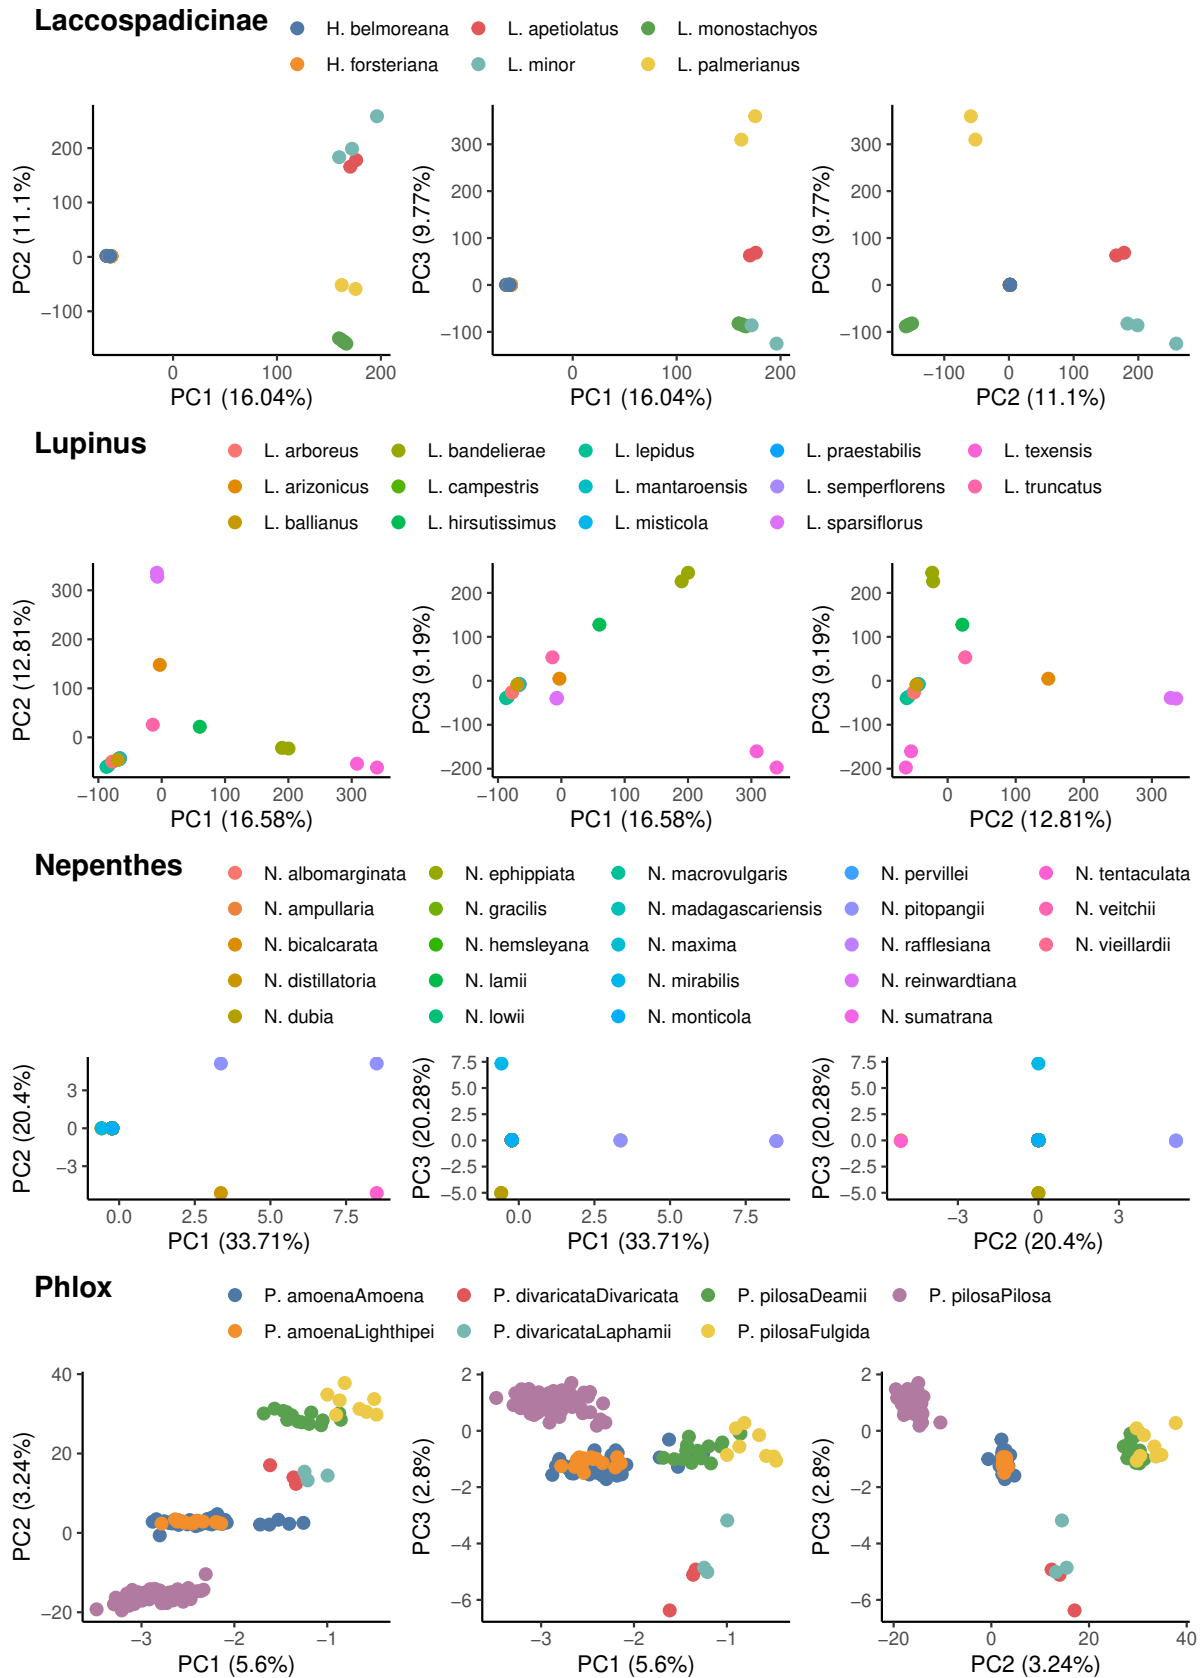 Laccospadicinae
H. belmoreana L. apetiolatus L. monostachyos
H. forsteriana L. minor L. palmerianus
PC2 (11.1%)
200
100
0
−100
0 100 200
PC1 (16.04%)
PC3 (9.77%)
300
200
100
0
−100
0 100 200
PC1 (16.04%)
PC3 (9.77%)
300
200
100
0
−100
−100 0 100 200
PC2 (11.1%)
Lupinus
L. arboreus L. bandelierae L. lepidus L. praestabilis L. texensis
L. arizonicus L. campestris L. mantaroensis L. semperflorens L. truncatus
L. ballianus L. hirsutissimus L. misticola L. sparsiflorus
PC2 (12.81%)
300
200
100
0
−100 0 100 200 300
PC1 (16.58%)
PC3 (9.19%)
200
100
0
−100
−200
−100 0 100 200 300
PC1 (16.58%)
PC3 (9.19%)
200
100
0
−100
−200
0 100 200 300
PC2 (12.81%)
Nepenthes
N. albomarginata N. ephippiata N. macrovulgaris N. pervillei N. tentaculata
N. ampullaria N. gracilis N. madagascariensis N. pitopangii N. veitchii
N. bicalcarata N. hemsleyana N. maxima N. rafflesiana N. vieillardii
N. distillatoria N. lamii N. mirabilis N. reinwardtiana
N. dubia N. lowii N. monticola N. sumatrana
PC2 (20.4%)
3
0
−3
0.0 2.5 5.0 7.5
PC1 (33.71%)
PC3 (20.28%)
7.5
5.0
2.5
0.0
−2.5
−5.0
0.0 2.5 5.0 7.5
PC1 (33.71%)
PC3 (20.28%)
7.5
5.0
2.5
0.0
−2.5
−5.0
−3 0 3
PC2 (20.4%)
Phlox
P. amoenaAmoena P. divaricataDivaricata P. pilosaDeamii P. pilosaPilosa
P. amoenaLighthipei P. divaricataLaphamii P. pilosaFulgida
PC2 (3.24%)
40
20
0
−20
−3 −2 −1
PC1 (5.6%)
PC3 (2.8%)
2
0
−2
−4
−6
−3 −2 −1
PC1 (5.6%)
PC3 (2.8%)
2
0
−2
−4
−6
−20 0 20 40
PC2 (3.24%)